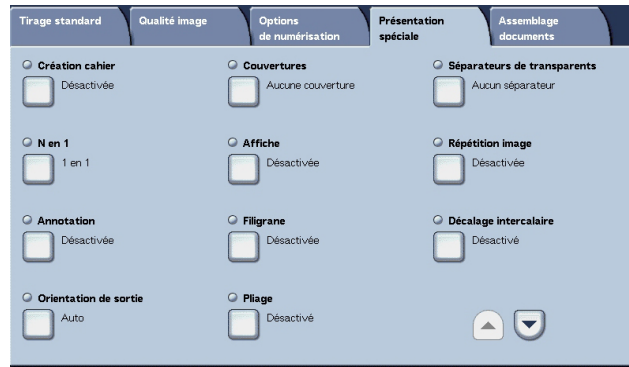 Tirage standard
Qualité image
Options
de numérisation
Présentation
spéciale
Assemblage
documents
Création cahier
Désactivée
Couvertures
Aucune couverture
Séparateurs de transparents
Aucun séparateur
N en 1
1 en 1
Affiche
Désactivée
Répétition image
Désactivée
Annotation
Désactivée
Filigrane
Désactivée
Décalage intercalaire
Désactivé
Orientation de sortie
Auto
Pliage
Désactivé